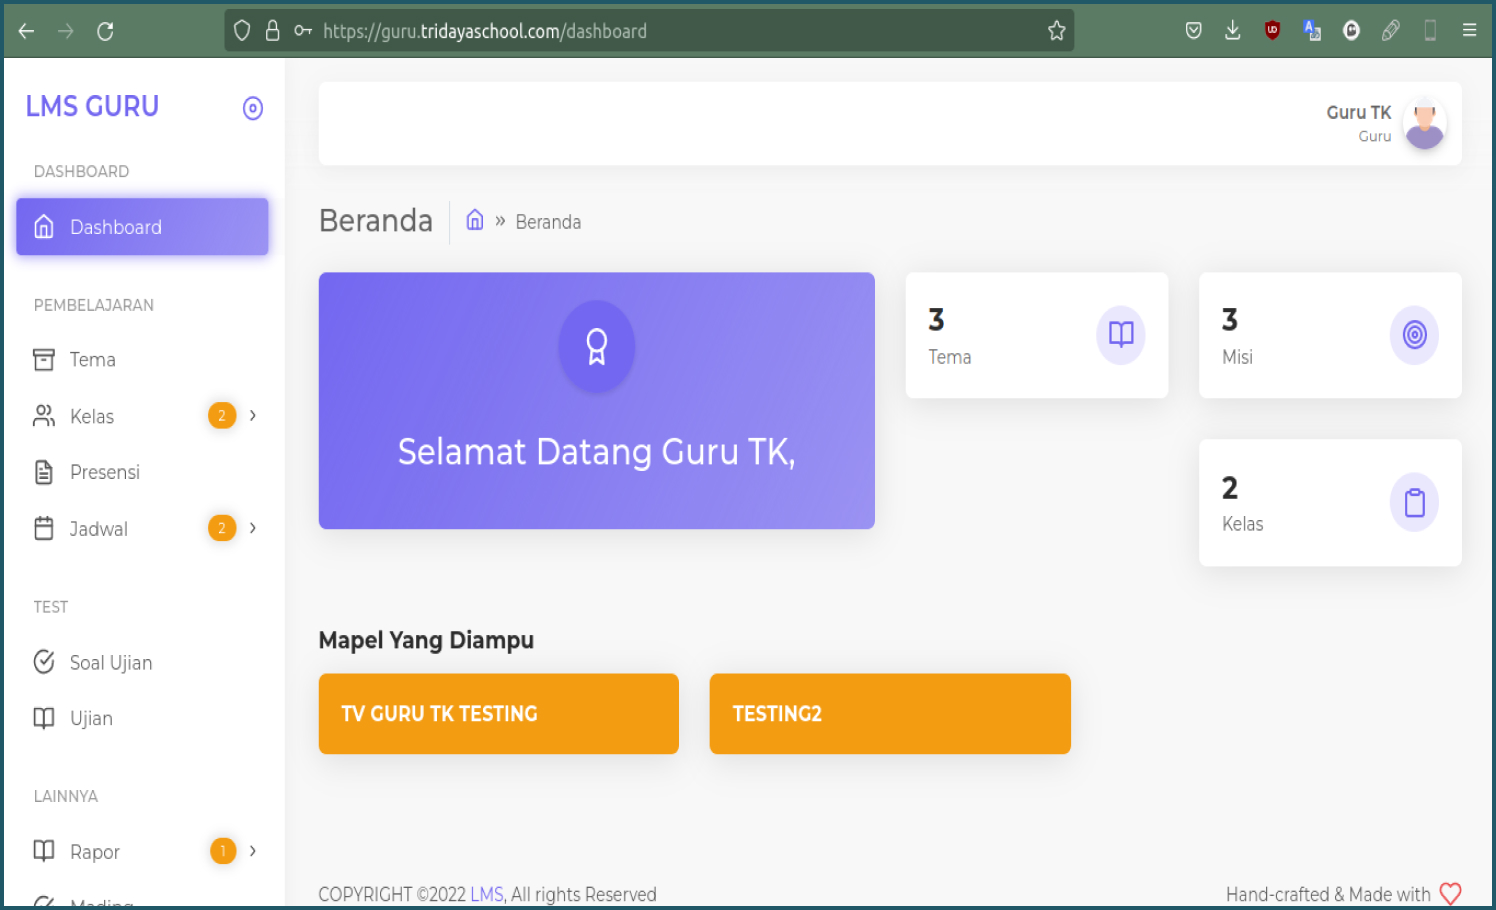 https://guru.tridayaschool.com/dashboard
LMS GURU
DASHBOARD
Dashboard
PEMBELAJARAN
Tema
Kelas 2
Presensi
Jadwal 2
TEST
Soal Ujian
Ujian
LAINNYA
Rapor 1
Mading
Guru TK
Guru
Beranda
» Beranda
Selamat Datang Guru TK,
3
Tema
3
Misi
2
Kelas
Mapel Yang Diampu
TV GURU TK TESTING
TESTING2
COPYRIGHT ©2022 LMS, All rights Reserved
Hand-crafted & Made with